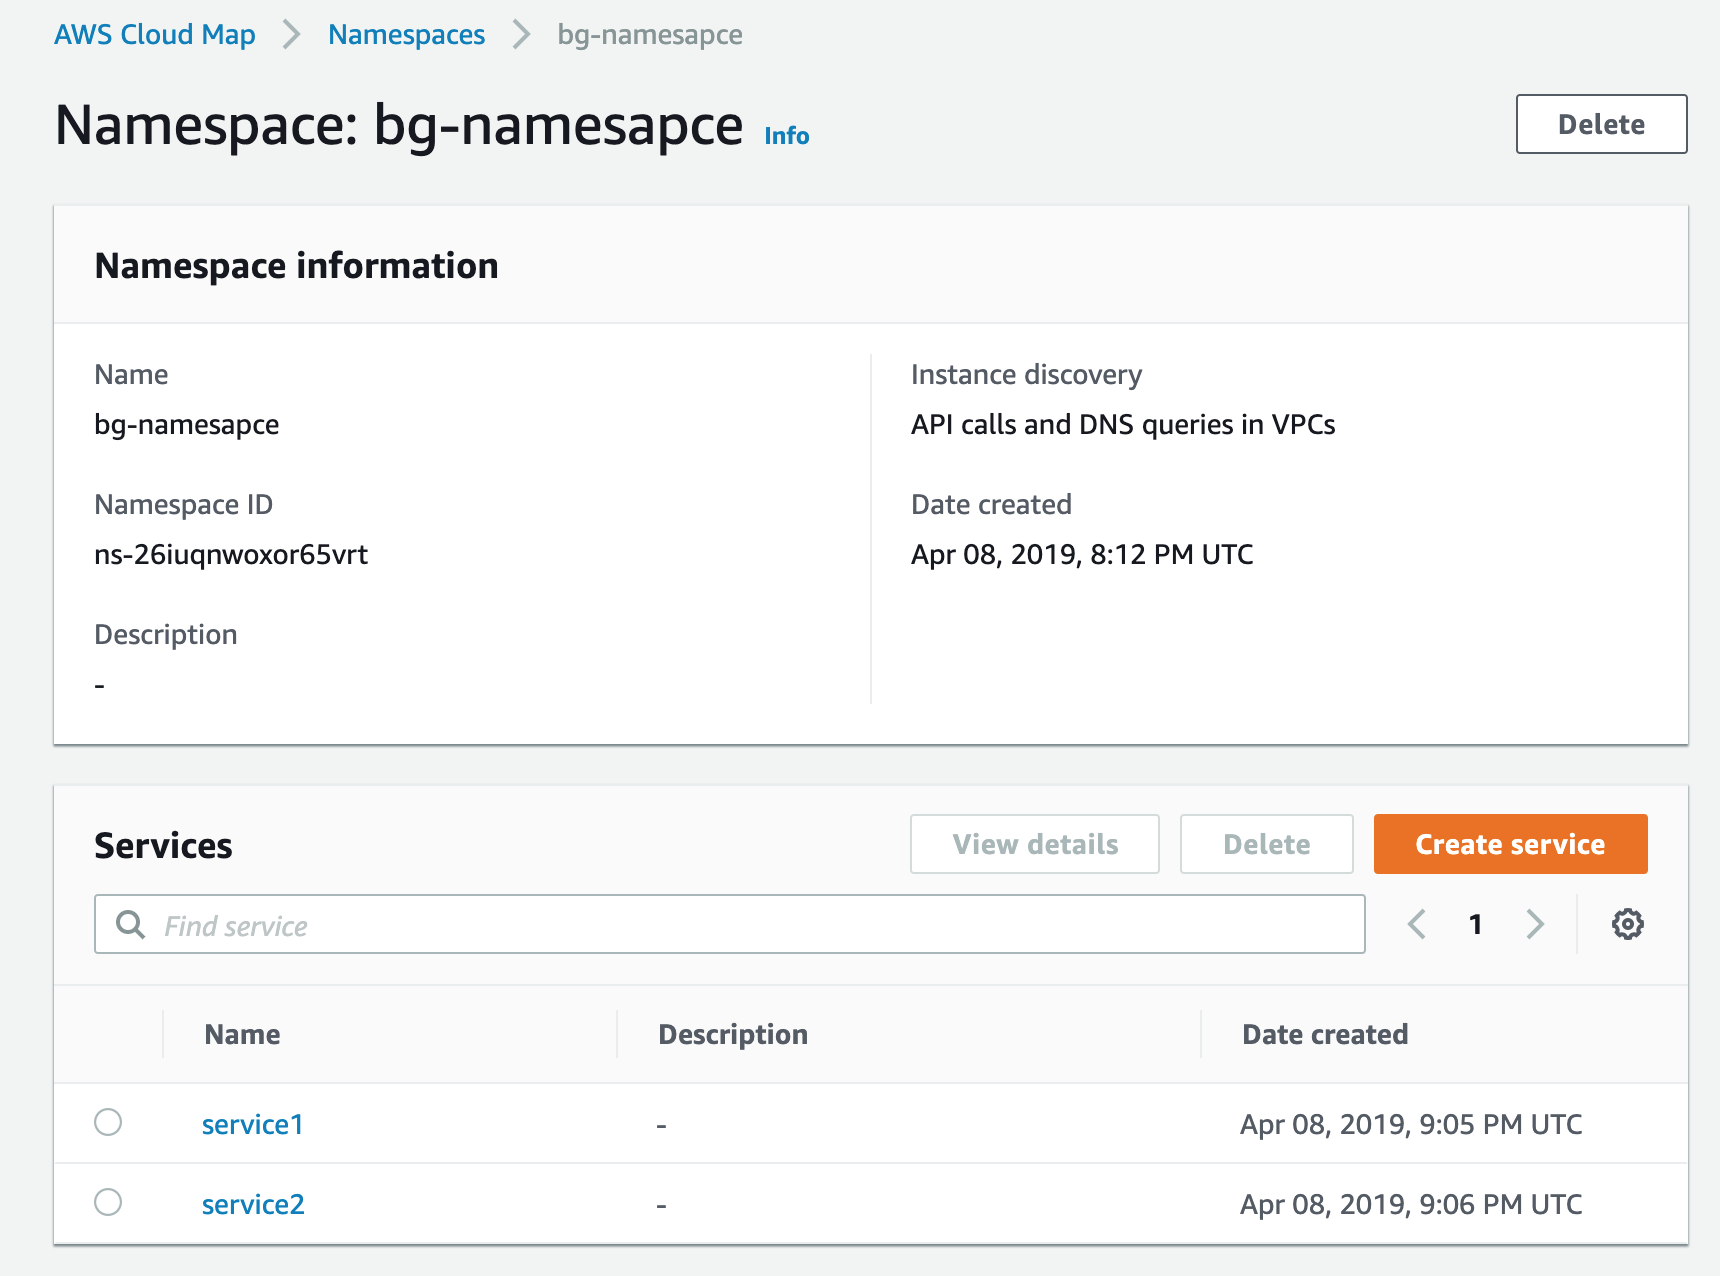 AWS Cloud Map > Namespaces > bg-namesapce
Namespace: bg-namesapce Info
Delete
Namespace information
Name
bg-namesapce
Namespace ID
ns-26iuqnwoxor65vrt
Description
-
Instance discovery
API calls and DNS queries in VPCs
Date created
Apr 08, 2019, 8:12 PM UTC
Services
View details
Delete
Create service
Find service
1
Name Description Date created
service1 - Apr 08, 2019, 9:05 PM UTC
service2 - Apr 08, 2019, 9:06 PM UTC